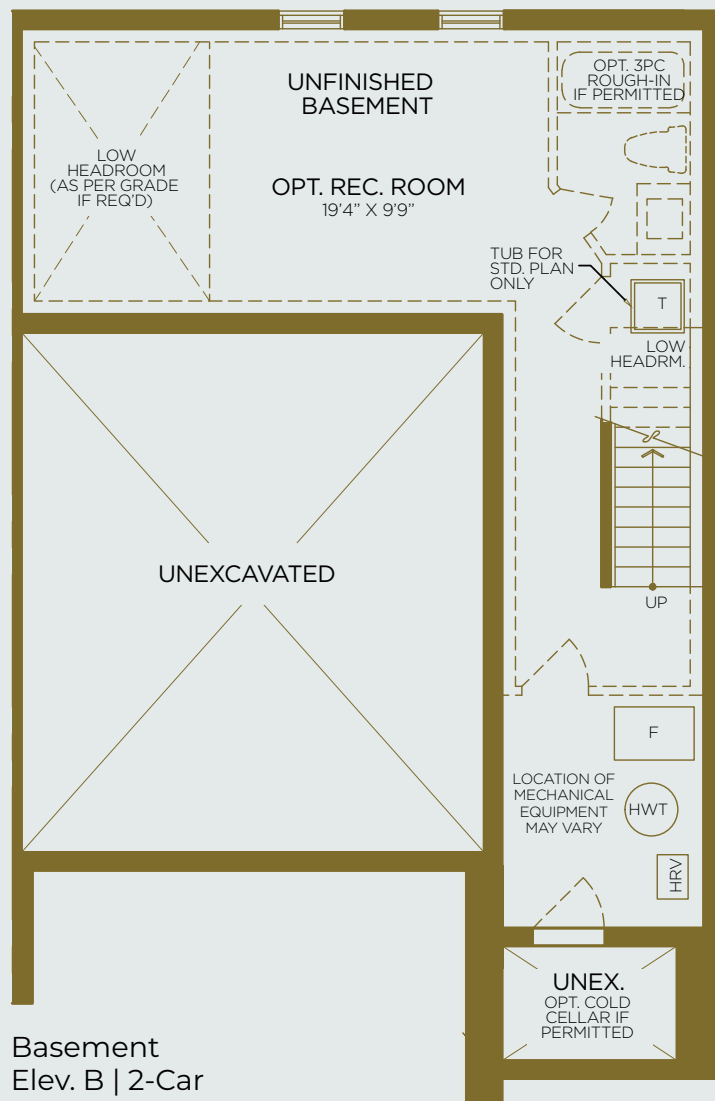 UNFINISHED
BASEMENT
OPT. 3PC
ROUGH-IN
IF PERMITTED
LOW
HEADROOM
(AS PER GRADE
IF REQ'D)
OPT. REC. ROOM
19'4" X 9'9"
TUB FOR
STD. PLAN
ONLY
T
LOW
HEADRM.
UNEXCAVATED
UP
F
LOCATION OF
MECHANICAL
EQUIPMENT
MAY VARY
HWT
HRV
UNEX.
OPT. COLD
CELLAR IF
PERMITTED
Basement
Elev. B | 2-Car